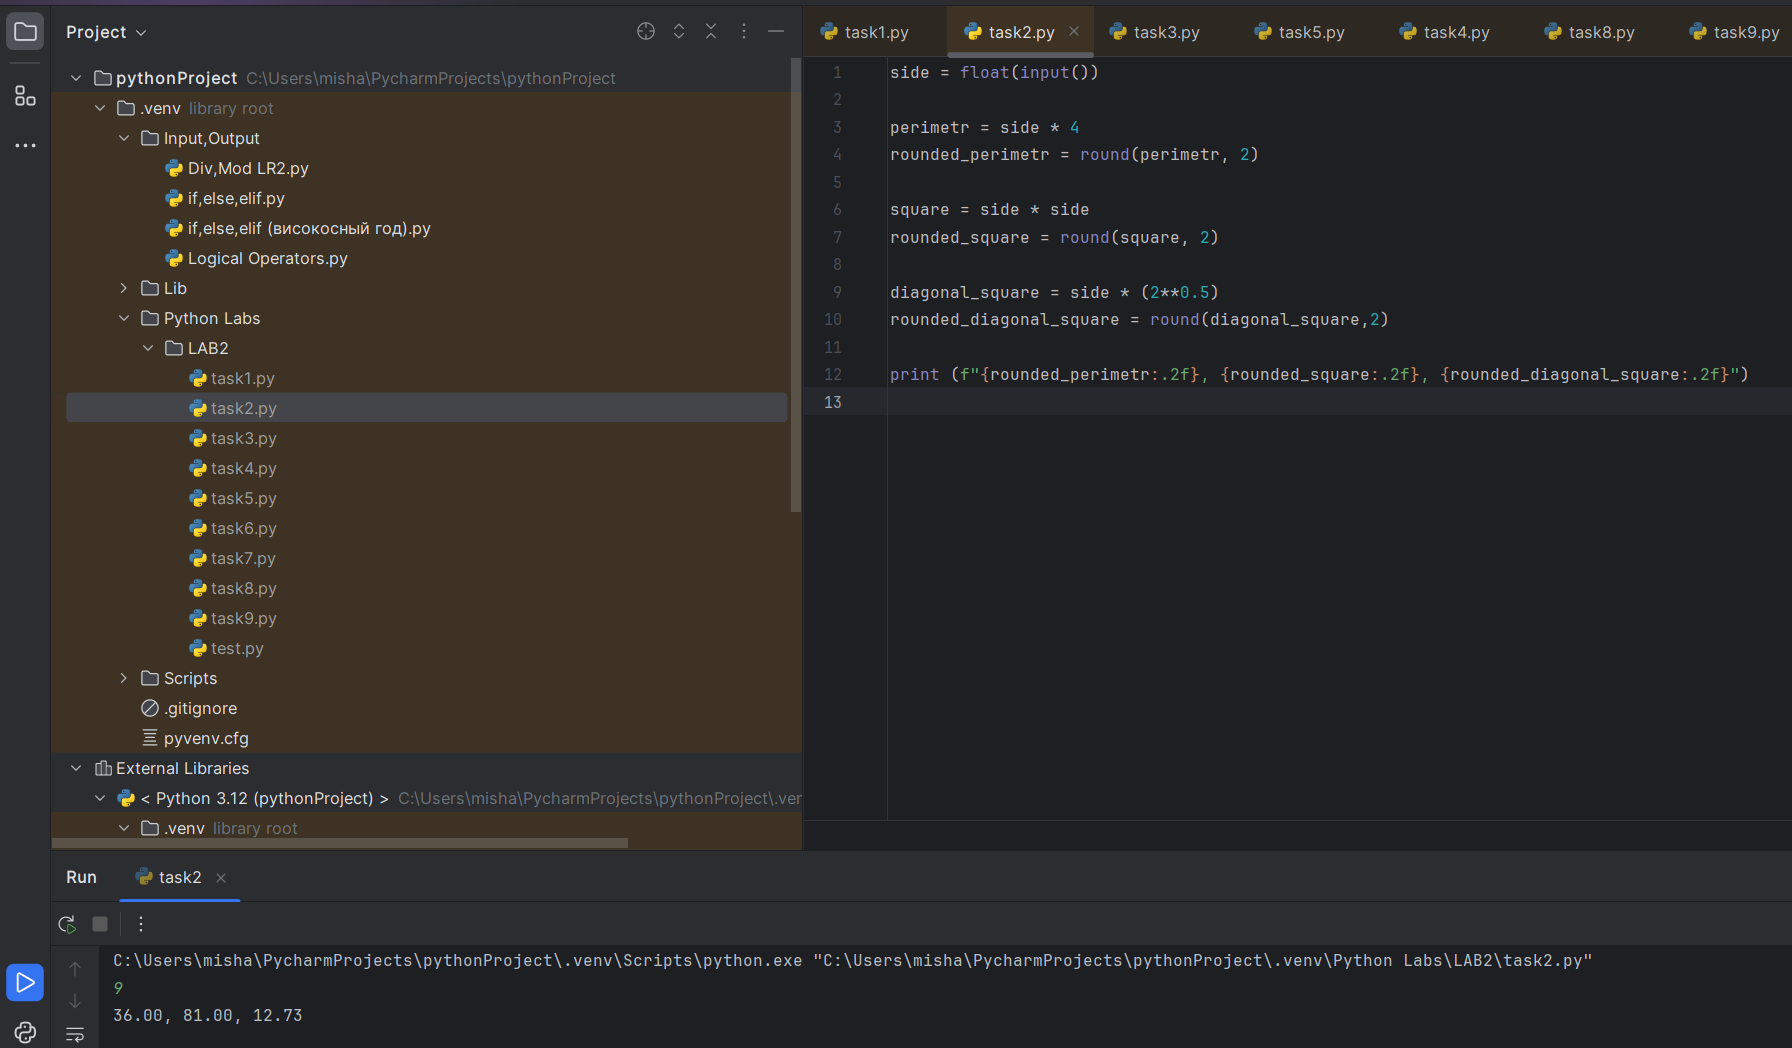 Project
pythonProject C:\Users\misha\PycharmProjects\pythonProject
.venv library root
Input,Output
Div,Mod LR2.py
if,else,elif.py
if,else,elif (високосный год).py
Logical Operators.py
Lib
Python Labs
LAB2
task1.py
task2.py
task3.py
task4.py
task5.py
task6.py
task7.py
task8.py
task9.py
test.py
Scripts
.gitignore
pyvenv.cfg
External Libraries
< Python 3.12 (pythonProject) > C:\Users\misha\PycharmProjects\pythonProject\.ven
.venv library root
task1.py task2.py task3.py task5.py task4.py task8.py task9.py
1 side = float(input())
2
3 perimetr = side * 4
4 rounded_perimetr = round(perimetr, 2)
5
6 square = side * side
7 rounded_square = round(square, 2)
8
9 diagonal_square = side * (2**0.5)
10 rounded_diagonal_square = round(diagonal_square,2)
11
12 print (f"{rounded_perimetr:.2f}, {rounded_square:.2f}, {rounded_diagonal_square:.2f}")
13
Run task2
C:\Users\misha\PycharmProjects\pythonProject\.venv\Scripts\python.exe "C:\Users\misha\PycharmProjects\pythonProject\.venv\Python Labs\LAB2\task2.py"
9
36.00, 81.00, 12.73